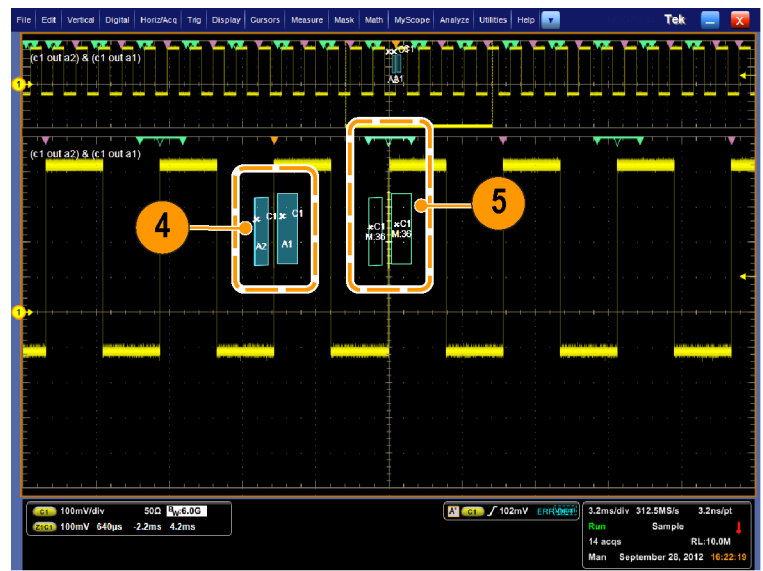 File Edit Vertical Digital Horiz/Acq Trig Display Cursors Measure Mask Math MyScope Analyze Utilities Help Tek X
(c1 out a2) & (c1 out a1)
C1
AB1
1
(c1 out a2) & (c1 out a1)
4
5
C1 C1
A2 A1
C1 C1
M:36 M:36
1
C1 100mV/div 50Ω BW:6.0G
Z1C1 100mV 640µs -2.2ms 4.2ms
A' C1 102mV
3.2ms/div 312.5MS/s 3.2ns/pt
Run Sample
14 acqs RL:10.0M
Man September 28, 2012 16:22:19